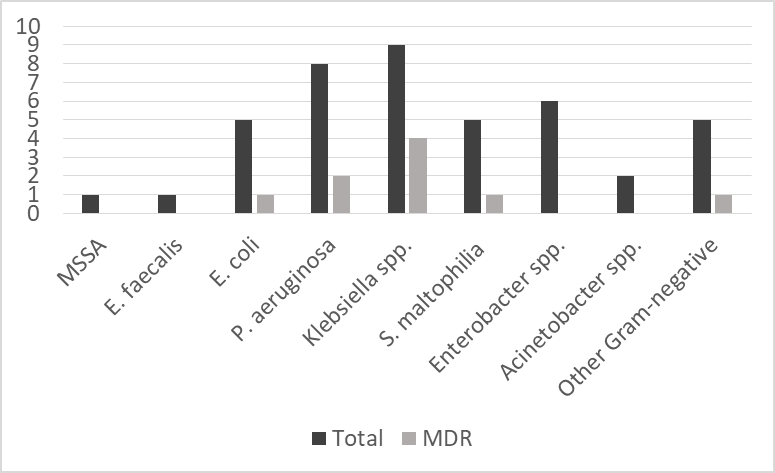 10
9
8
7
6
5
4
3
2
1
0
MSSA
E. faecalis
E. coli
P. aeruginosa
Klebsiella spp.
S. maltophilia
Enterobacter spp.
Acinetobacter spp.
Other Gram-negative
Total MDR